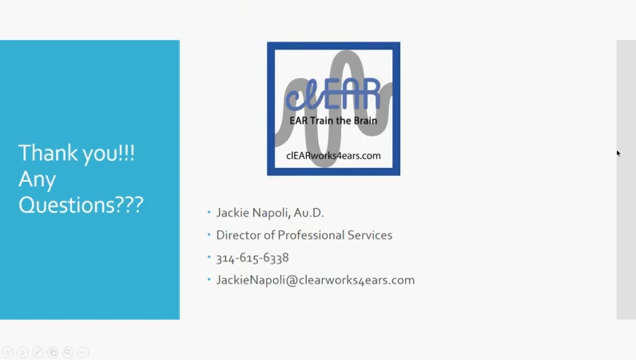 Thank you!!!
Any
Questions???
clEAR
EAR Train the Brain
clEARworks4ears.com
• Jackie Napoli, Au.D.
• Director of Professional Services
• 314-615-6338
• JackieNapoli@clearworks4ears.com